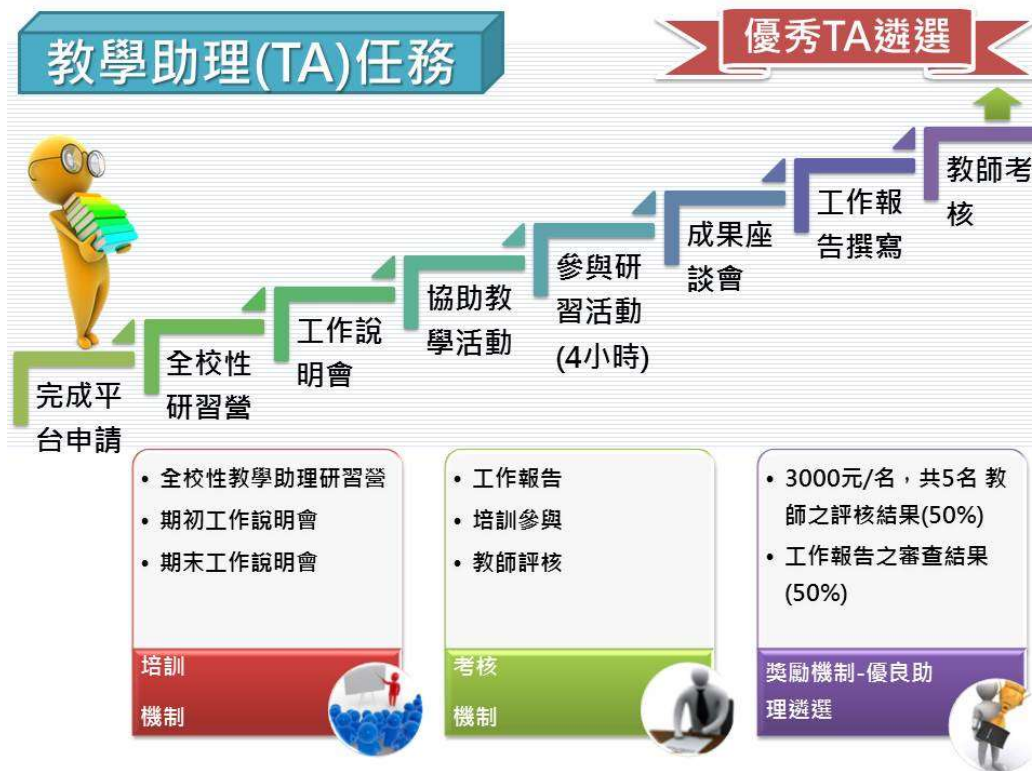 教學助理(TA)任務
優秀TA遴選
完成平
台申請
全校性
研習營
工作說
明會
協助教
學活動
參與研
習活動
(4小時)
成果座
談會
工作報
告撰寫
教師考
核
• 全校性教學助理研習營
• 期初工作說明會
• 期末工作說明會
培訓
機制
• 工作報告
• 培訓參與
• 教師評核
考核
機制
• 3000元/名，共5名 教
師之評核結果(50%)
• 工作報告之審查結果
(50%)
獎勵機制-優良助
理遴選